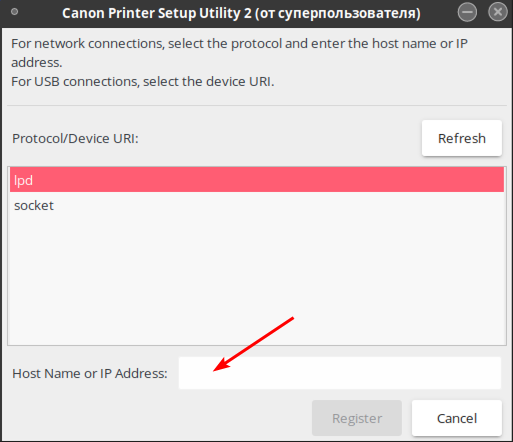 Canon Printer Setup Utility 2 (от суперпользователя)
For network connections, select the protocol and enter the host name or IP
address.
For USB connections, select the device URI.
Protocol/Device URI:
Refresh
lpd
socket
Host Name or IP Address:
Register
Cancel